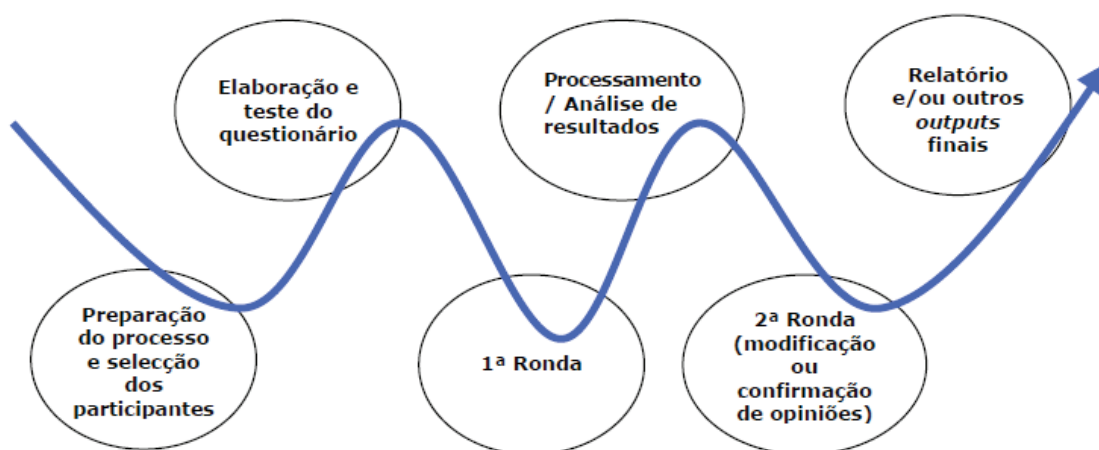 Preparação
do processo
e selecção
dos
participantes
Elaboração e
teste do
questionário
1ª Ronda
Processamento
/ Análise de
resultados
2ª Ronda
(modificação
ou
confirmação
de opiniões)
Relatório
e/ou outros
outputs
finais